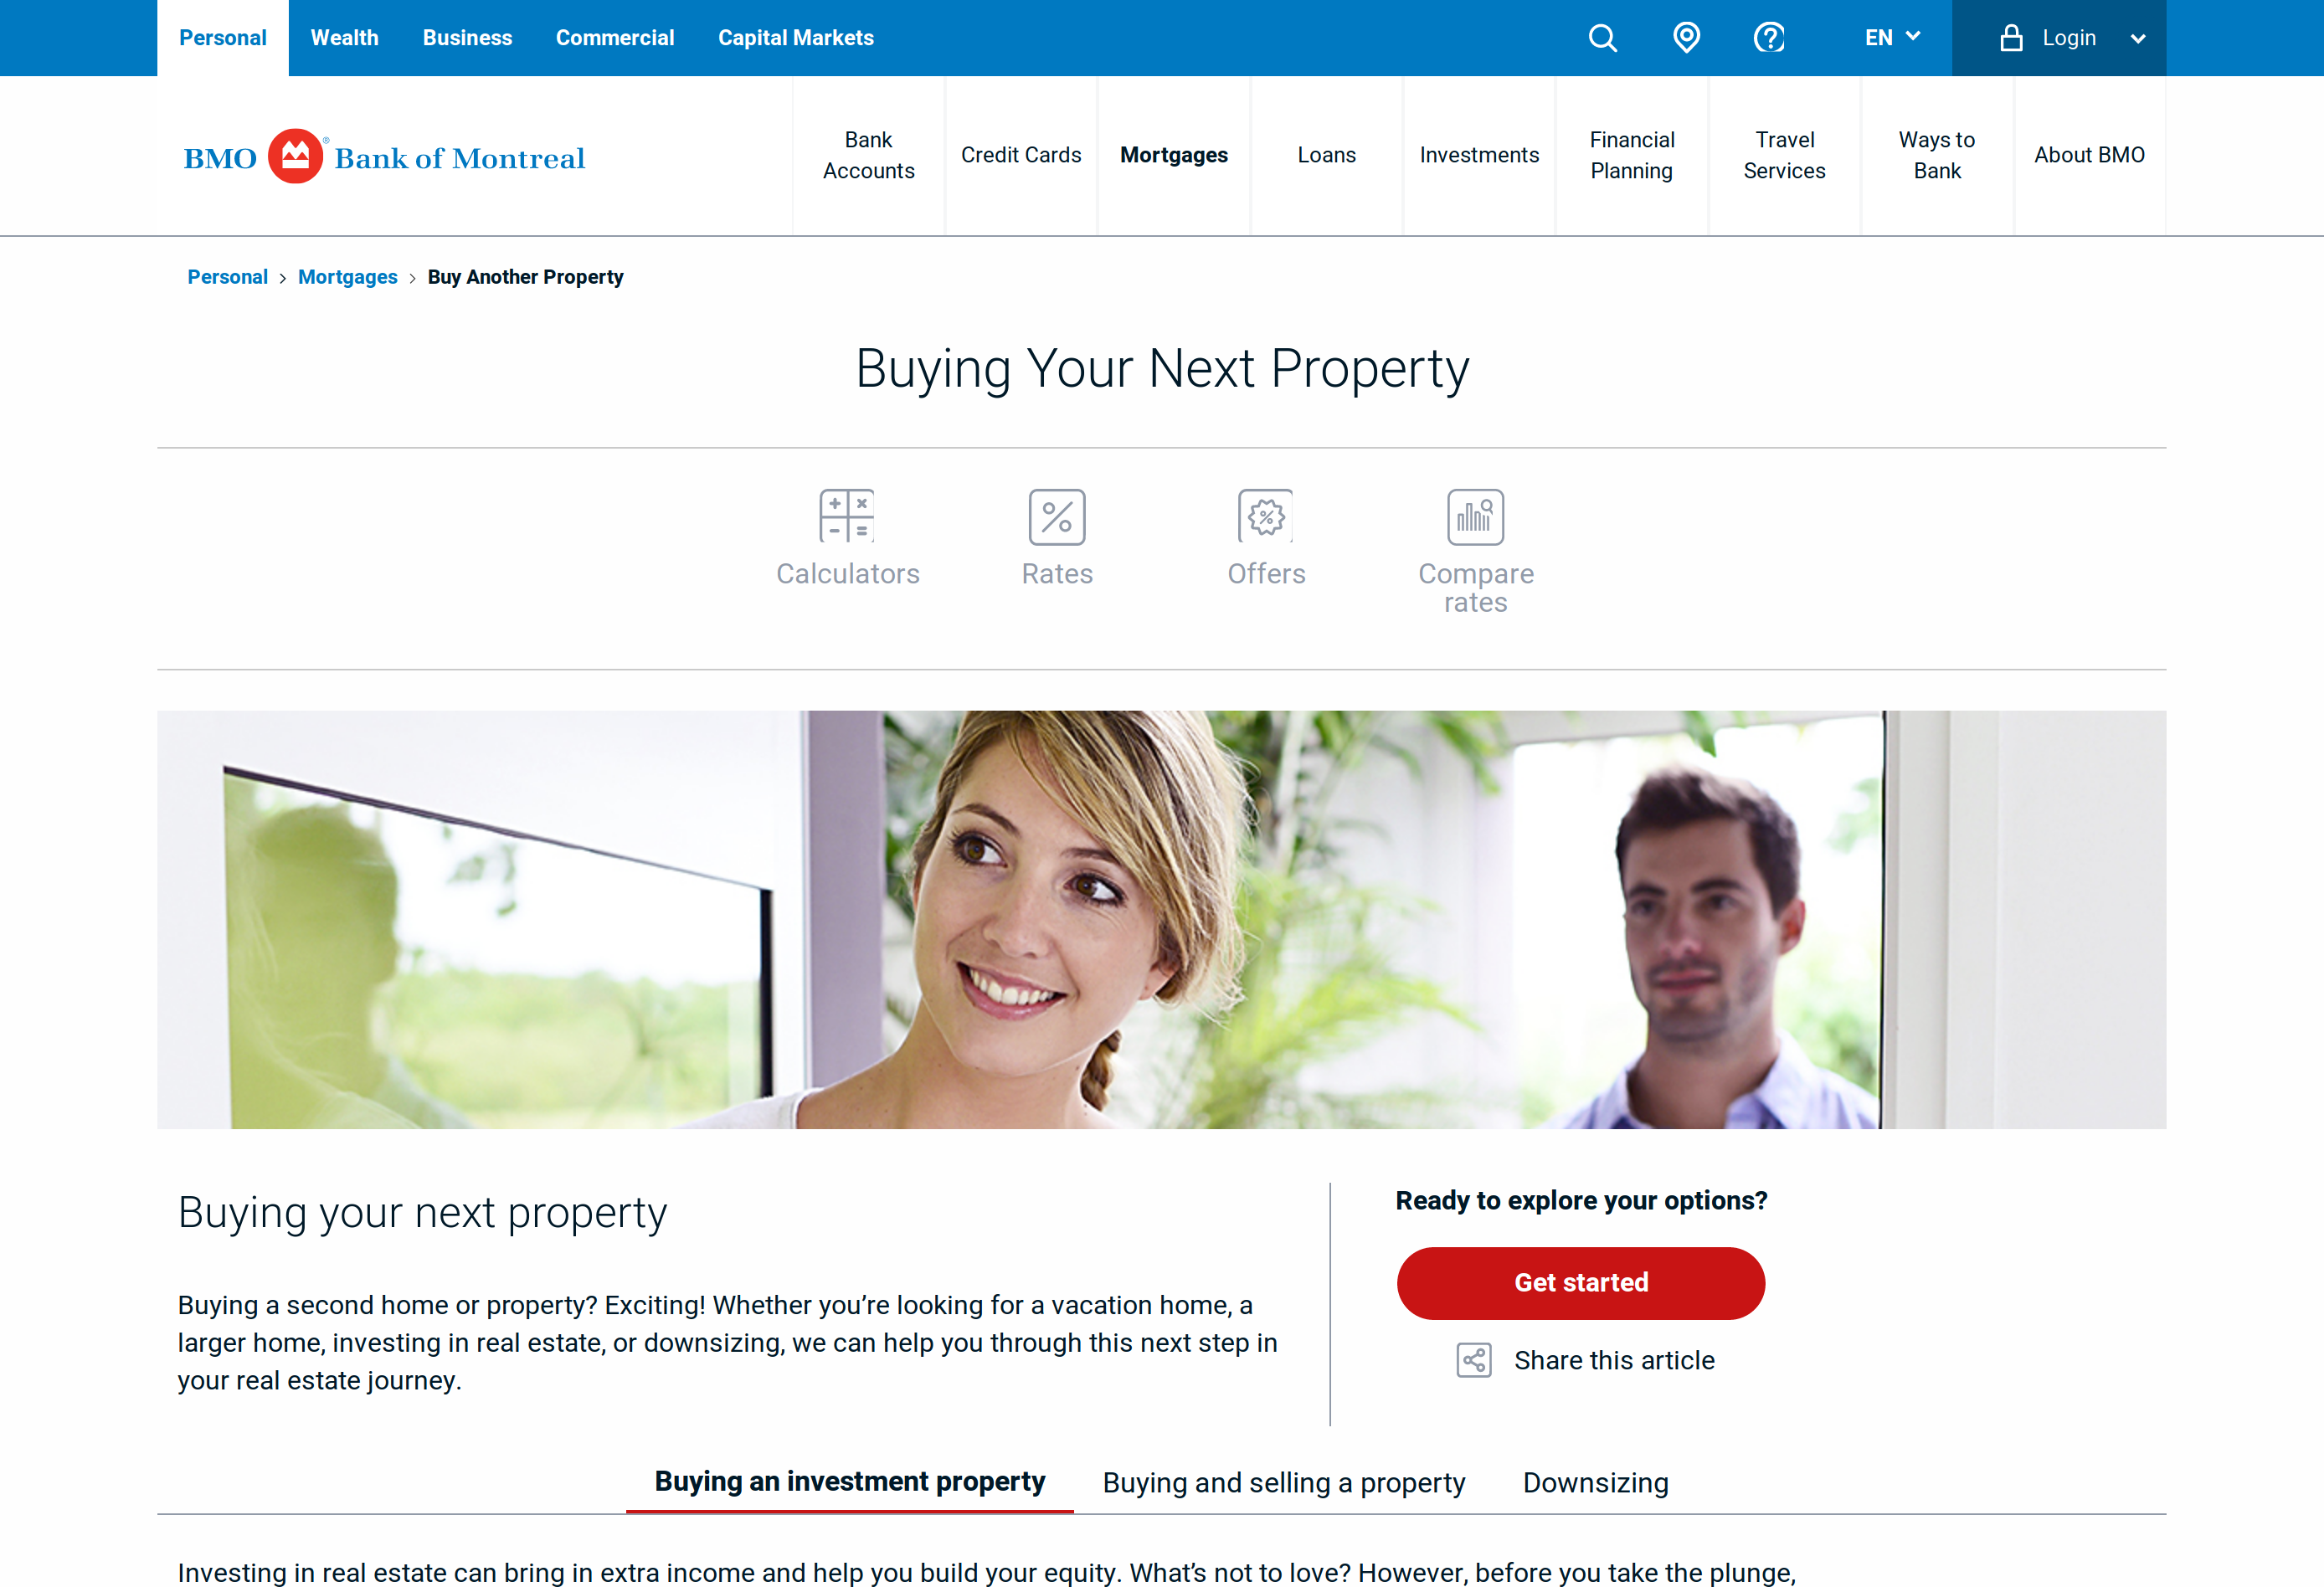 Personal
Wealth
Business
Commercial
Capital Markets
EN
Login
BMO ® Bank of Montreal
Bank
Accounts
Credit Cards
Mortgages
Loans
Investments
Financial
Planning
Travel
Services
Ways to
Bank
About BMO
Personal > Mortgages > Buy Another Property
Buying Your Next Property
Calculators
Rates
Offers
Compare
rates
Buying your next property
Buying a second home or property? Exciting! Whether you’re looking for a vacation home, a
larger home, investing in real estate, or downsizing, we can help you through this next step in
your real estate journey.
Ready to explore your options?
Get started
Share this article
Buying an investment property
Buying and selling a property
Downsizing
Investing in real estate can bring in extra income and help you build your equity. What’s not to love? However, before you take the plunge,